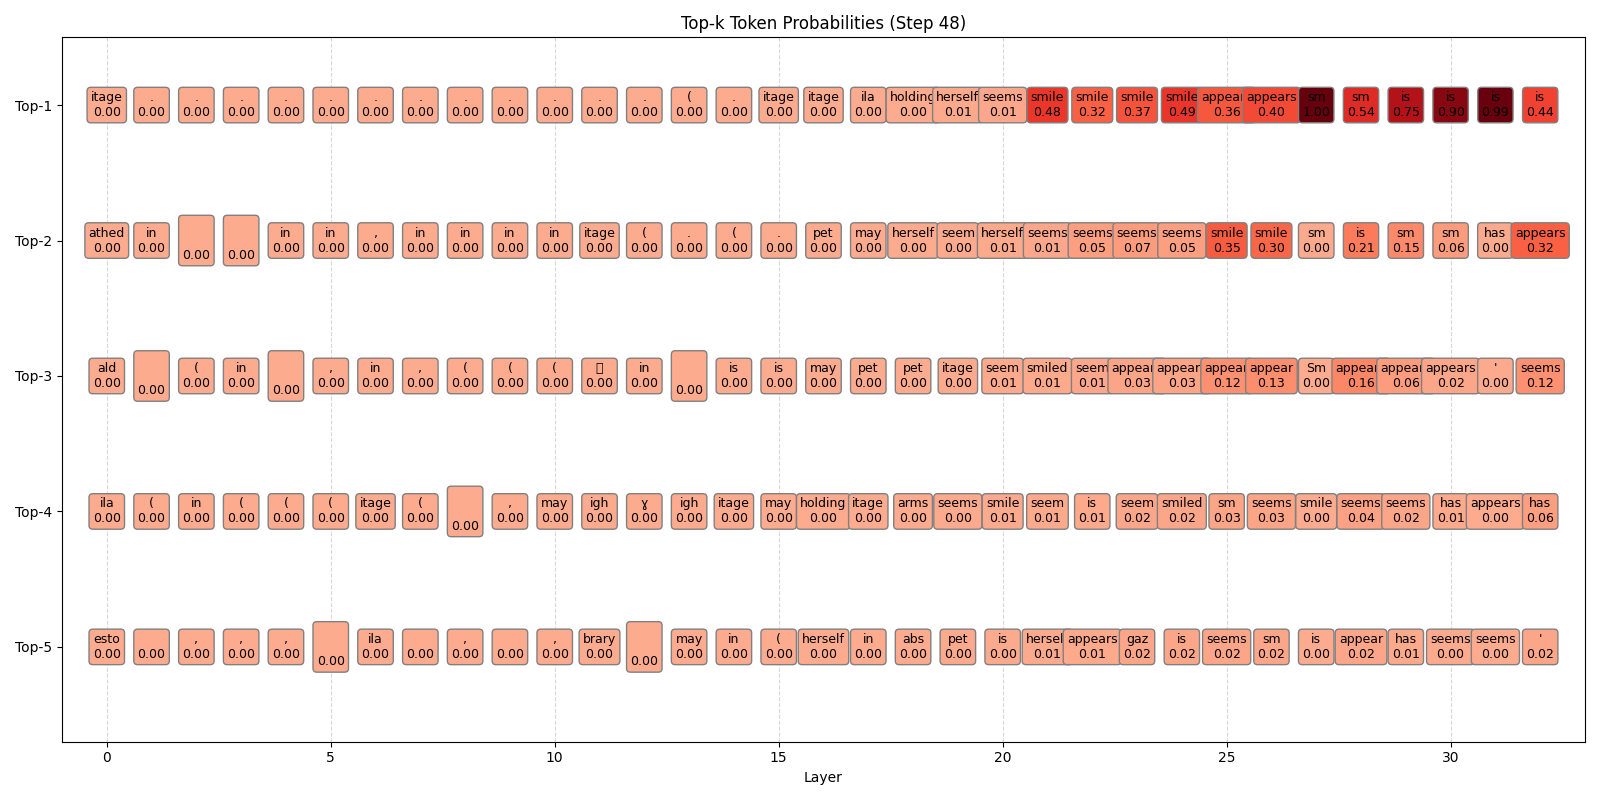 Top-k Token Probabilities (Step 48)
Top-1
itage . . . . . . . . . . . . ( . itage itage ila holding herself seems smile smile smile smile appears appears sm sm is is is is
0.00 0.00 0.00 0.00 0.00 0.00 0.00 0.00 0.00 0.00 0.00 0.00 0.00 0.00 0.00 0.00 0.00 0.00 0.00 0.01 0.01 0.48 0.32 0.37 0.49 0.36 0.40 1.00 0.54 0.75 0.90 0.99 0.44
Top-2
athed in in in , in in in in itage ( . ( . pet may herself seem herself seems seems seems seems smile smile sm is sm sm has appears
0.00 0.00 0.00 0.00 0.00 0.00 0.00 0.00 0.00 0.00 0.00 0.00 0.00 0.00 0.00 0.00 0.00 0.00 0.00 0.00 0.01 0.01 0.05 0.07 0.05 0.35 0.30 0.00 0.21 0.15 0.06 0.00 0.32
Top-3
ald ( in , in , ( ( ( in is is may pet pet itage seem smiled seem appears appears appears appear Sm appears appears appears ' seems
0.00 0.00 0.00 0.00 0.00 0.00 0.00 0.00 0.00 0.00 0.00 0.00 0.00 0.00 0.00 0.00 0.00 0.00 0.00 0.00 0.01 0.01 0.01 0.03 0.03 0.12 0.13 0.00 0.16 0.06 0.02 0.00 0.12
Top-4
ila ( in ( ( ( itage ( , may igh ɣ igh itage may holding itage arms seems smile seem is seem smiled sm seems smile seems seems has appears has
0.00 0.00 0.00 0.00 0.00 0.00 0.00 0.00 0.00 0.00 0.00 0.00 0.00 0.00 0.00 0.00 0.00 0.00 0.00 0.00 0.01 0.01 0.01 0.02 0.02 0.03 0.03 0.00 0.04 0.02 0.01 0.00 0.06
Top-5
esto , , , ila , , brary may in ( herself in abs pet is herself appears gaz is seems sm is appear has seems seems '
0.00 0.00 0.00 0.00 0.00 0.00 0.00 0.00 0.00 0.00 0.00 0.00 0.00 0.00 0.00 0.00 0.00 0.00 0.00 0.00 0.00 0.01 0.01 0.02 0.02 0.02 0.02 0.00 0.02 0.01 0.00 0.00 0.02
0 5 10 15 20 25 30
Layer